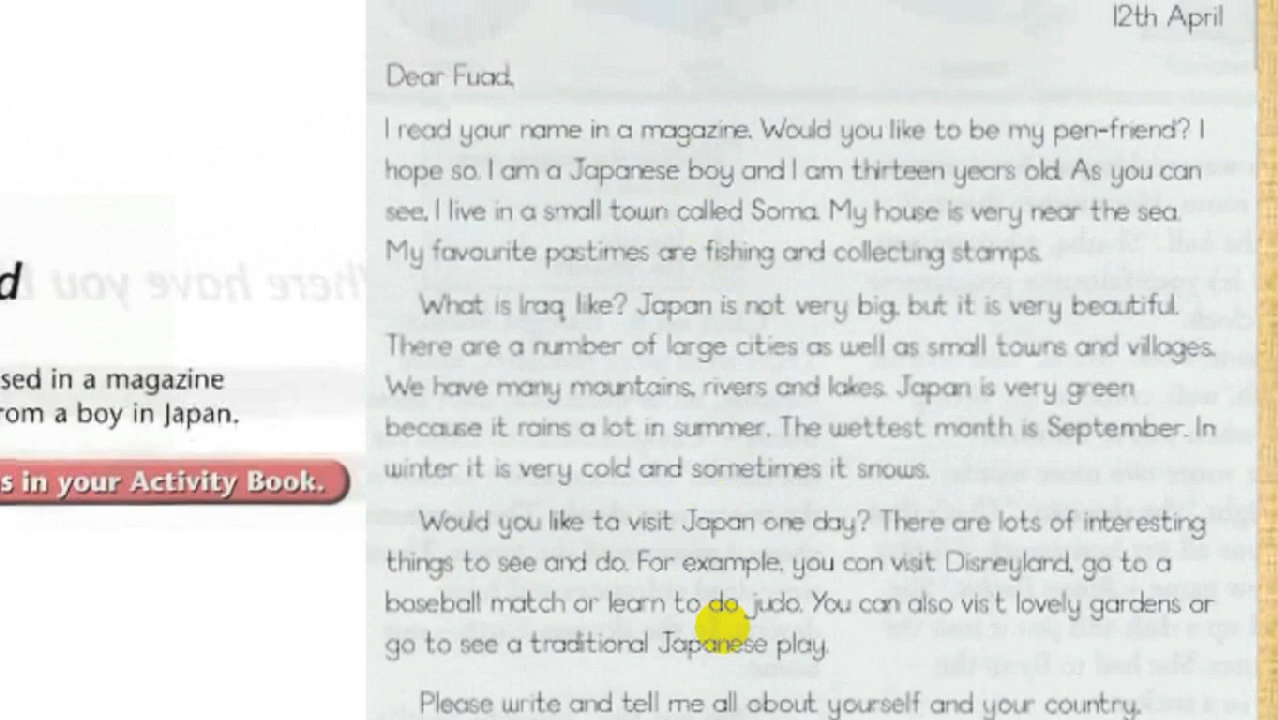 12th April
Dear Fuad,
I read your name in a magazine. Would you like to be my pen-friend? I
hope so. I am a Japanese boy and I am thirteen years old. As you can
see, I live in a small town called Soma. My house is very near the sea.
My favourite pastimes are fishing and collecting stamps.
What is Iraq like? Japan is not very big, but it is very beautiful.
There are a number of large cities as well as small towns and villages.
We have many mountains, rivers and lakes. Japan is very green
because it rains a lot in summer. The wettest month is September. In
winter it is very cold and sometimes it snows.
Would you like to visit Japan one day? There are lots of interesting
things to see and do. For example, you can visit Disneyland, go to a
baseball match or learn to do judo. You can also vis t lovely gardens or
go to see a traditional Japanese play.
Please write and tell me all about yourself and your country.
d
sed in a magazine
rom a boy in Japan.
s in your Activity Book.